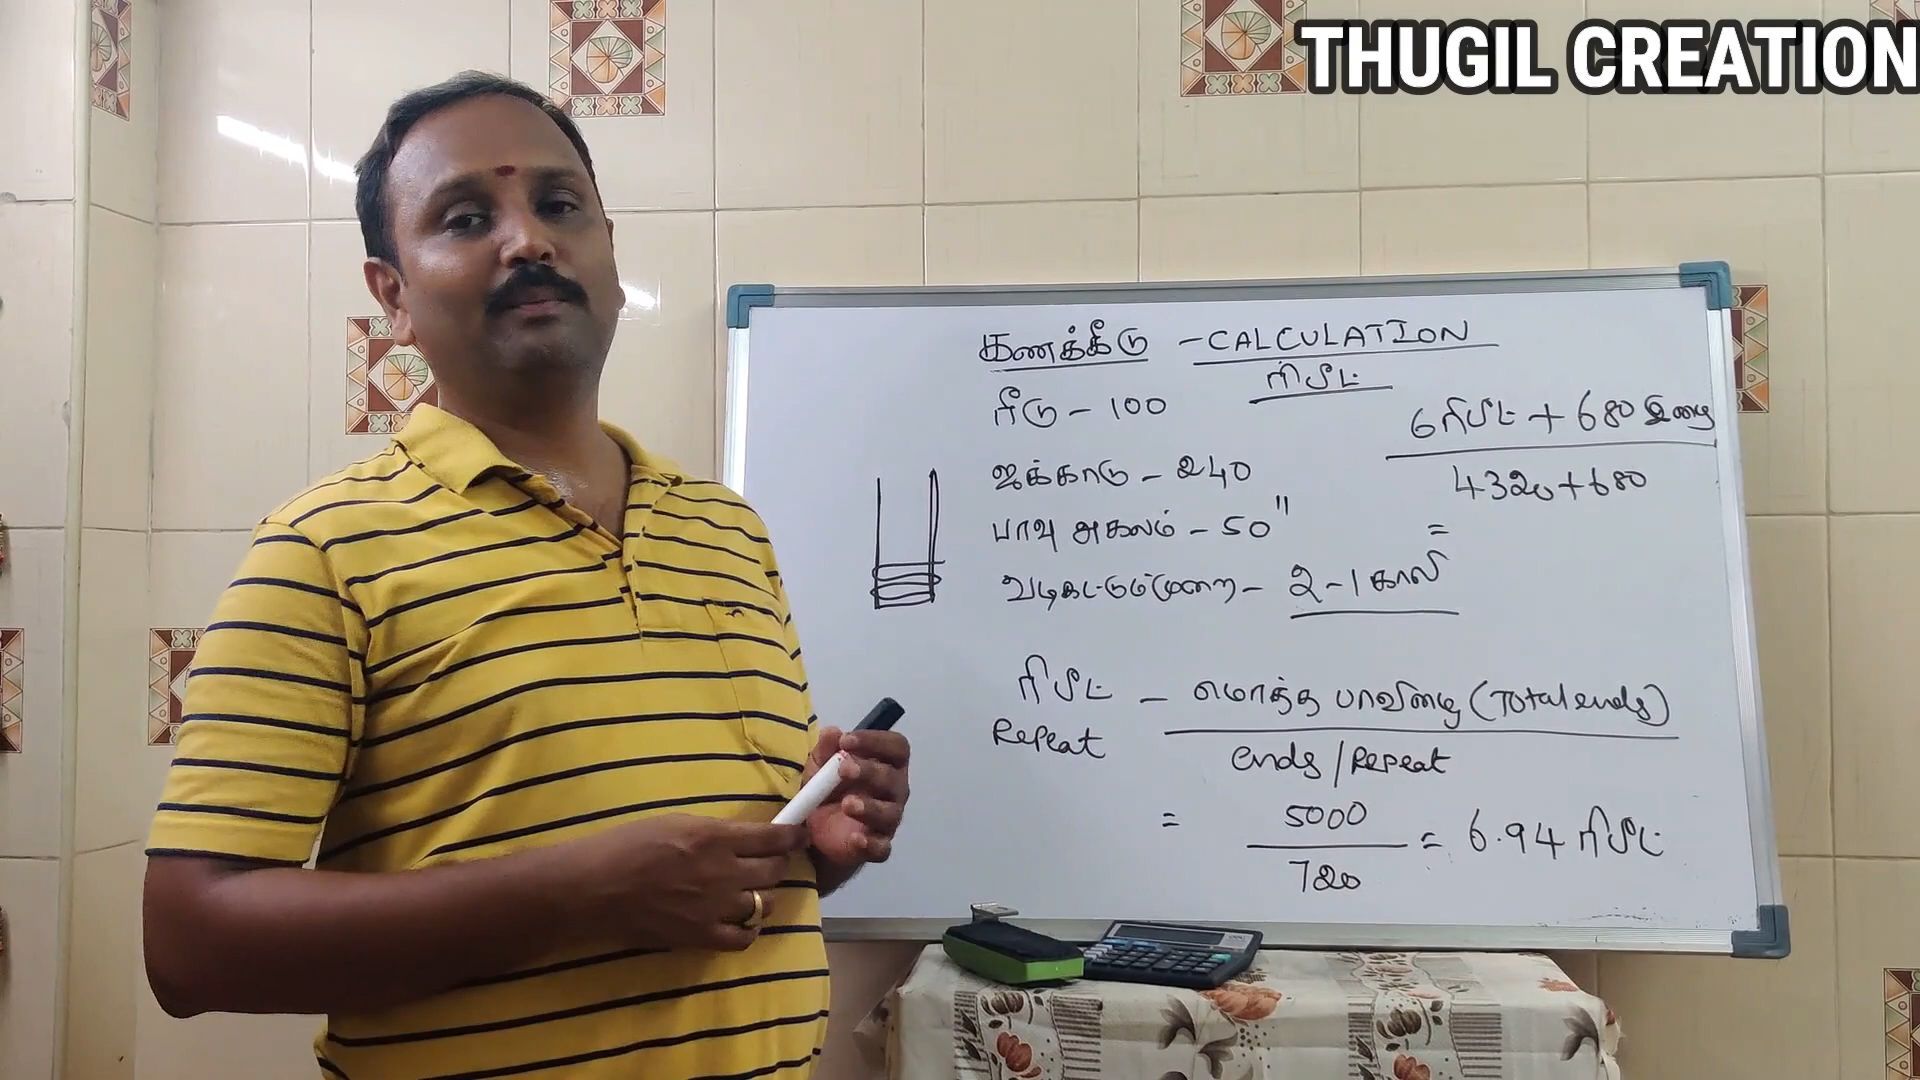 THUGIL CREATION
கணக்கீடு - CALCULATION
ரிபீட்
ரீடு - 100
6 ரிபீட் + 680 இழை
4320+680
=
ஜக்காடு - 240
பாவு அகலம் - 50"
வடிகட்டும்முறை - 2-1 காலி
ரிபீட் - மொத்த பாவிழை (Total ends)
Repeat
ends / Repeat
= 5000
720
= 6.94 ரிபீட்